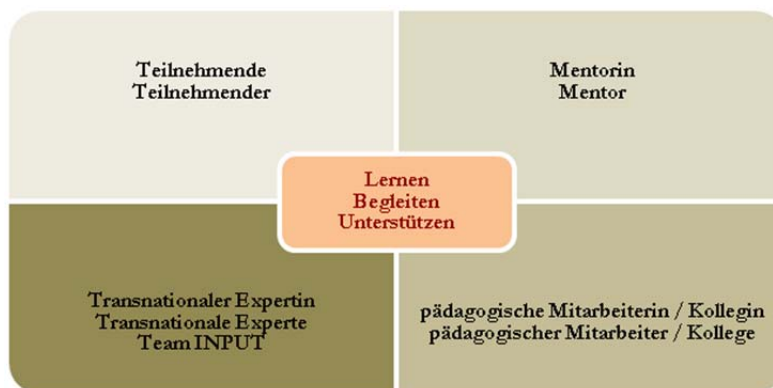 Teilnehmende
Teilnehmender
Mentorin
Mentor
Lernen
Begleiten
Unterstützen
Transnationaler Expertin
Transnationale Experte
Team INPUT
pädagogische Mitarbeiterin / Kollegin
pädagogischer Mitarbeiter / Kollege